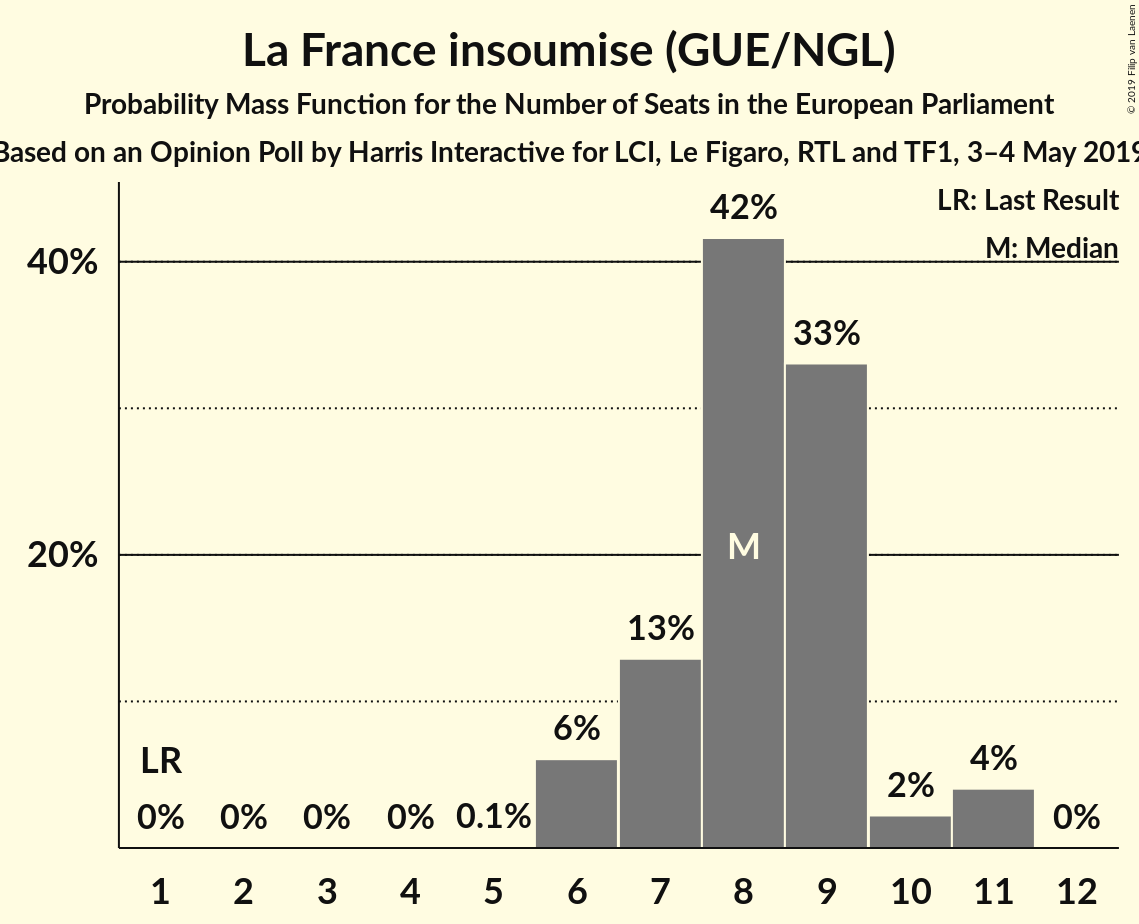 La France insoumise (GUE/NGL)
Probability Mass Function for the Number of Seats in the European Parliament
Based on an Opinion Poll by Harris Interactive for LCI, Le Figaro, RTL and TF1, 3–4 May 2019
© 2019 Filip van Laenen
LR: Last Result
M: Median
42%
40%
33%
M
20%
13%
6%
LR
4%
2%
0% 0% 0% 0% 0.1% 0%
1 2 3 4 5 6 7 8 9 10 11 12